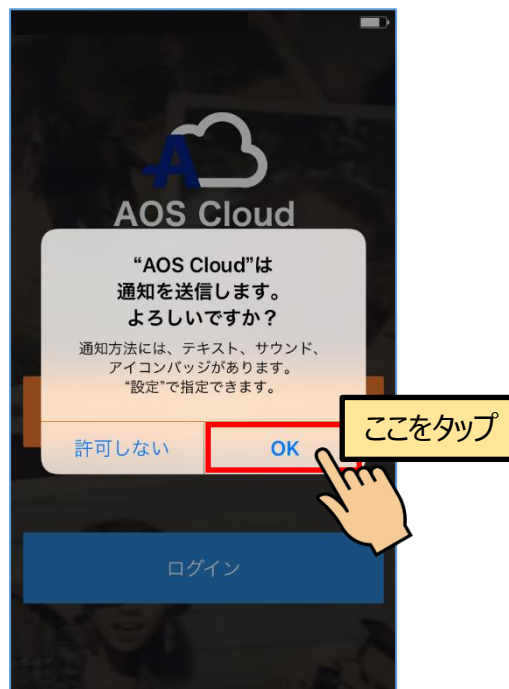 AOS Cloud
“AOS Cloud”は
通知を送信します。
よろしいですか？
通知方法には、テキスト、サウンド、
アイコンバッジがあります。
“設定”で指定できます。
許可しない
OK
ここをタップ
ログイン